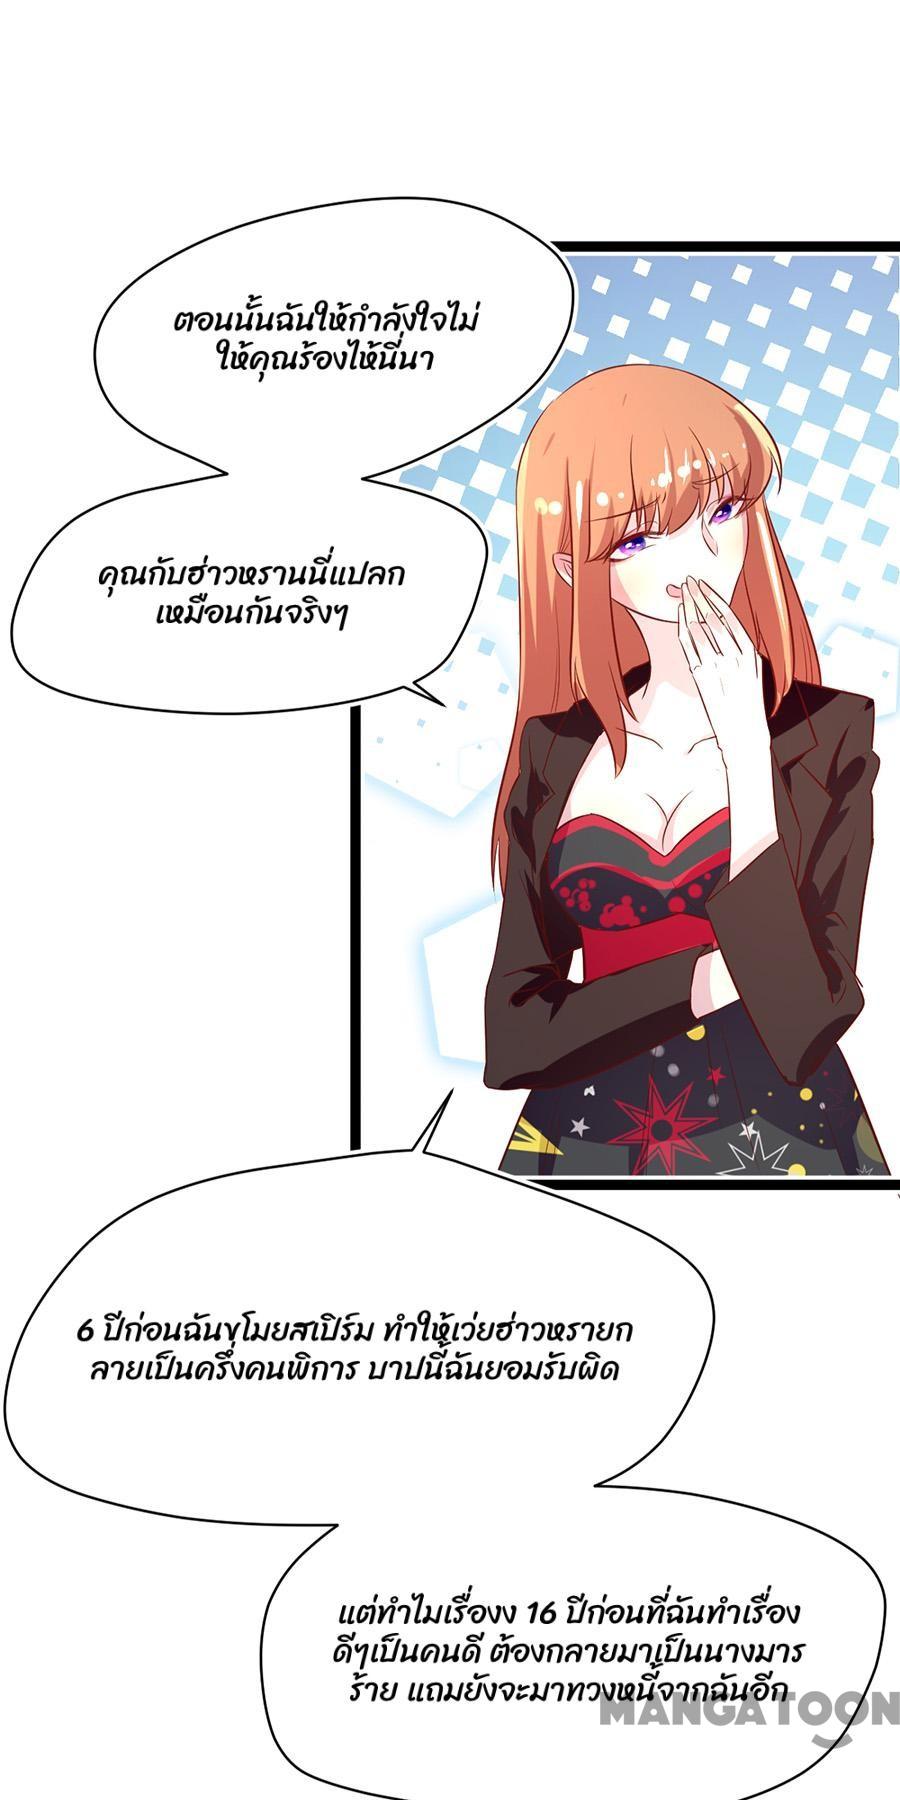 ตอนนั้นฉันให้กำลังใจไม่
ให้คุณร้องไห้นี่นา
คุณกับฮ่าวหรานนี่แปลก
เหมือนกันจริงๆ
6 ปีก่อนฉันขโมยสเปิร์ม ทำให้เว่ยฮ่าวหรายก
ลายเป็นครึ่งคนพิการ บาปนี้ฉันยอมรับผิด
แต่ทำไมเรื่องง 16 ปีก่อนที่ฉันทำเรื่อง
ดีๆเป็นคนดี ต้องกลายมาเป็นนางมาร
ร้าย แถมยังจะมาทวงหนี้จากฉันอีก
MANGATOON